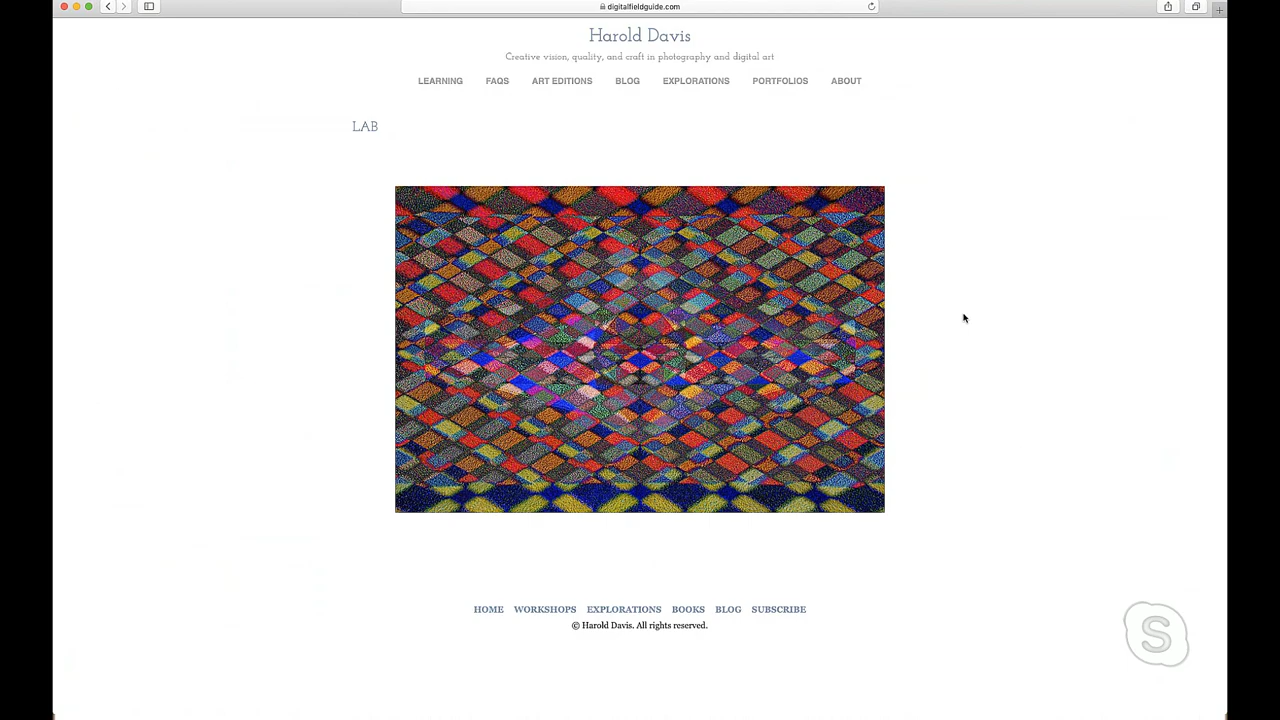 digitalfieldguide.com
Harold Davis
Creative vision, quality, and craft in photography and digital art
LEARNING FAQS ART EDITIONS BLOG EXPLORATIONS PORTFOLIOS ABOUT
LAB
HOME WORKSHOPS EXPLORATIONS BOOKS BLOG SUBSCRIBE
© Harold Davis. All rights reserved.
S